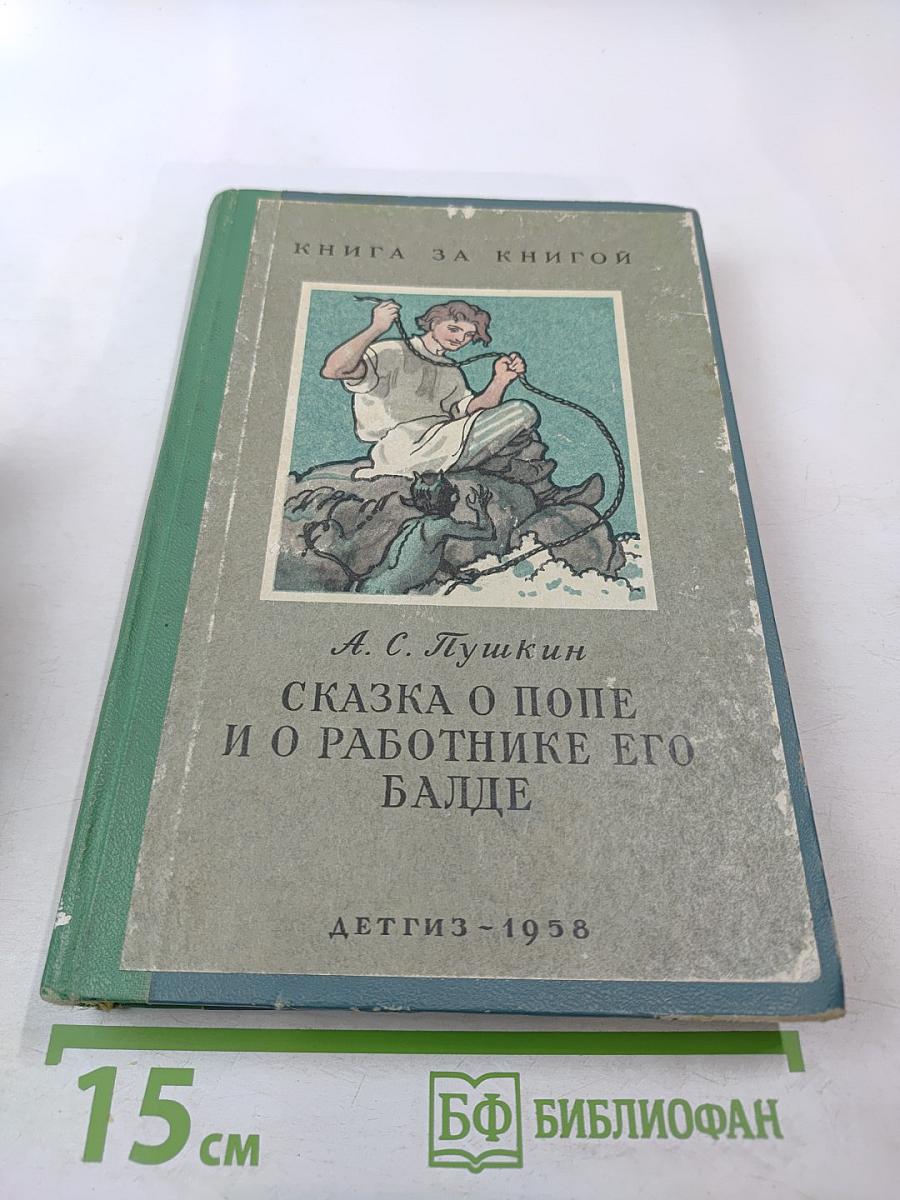 КНИГА ЗА КНИГОЙ
А. С. Пушкин
СКАЗКА О ПОПЕ
И О РАБОТНИКЕ ЕГО
БАЛДЕ
ДЕТГИЗ ~ 1958
15 см
БФ БИБЛИОФАН